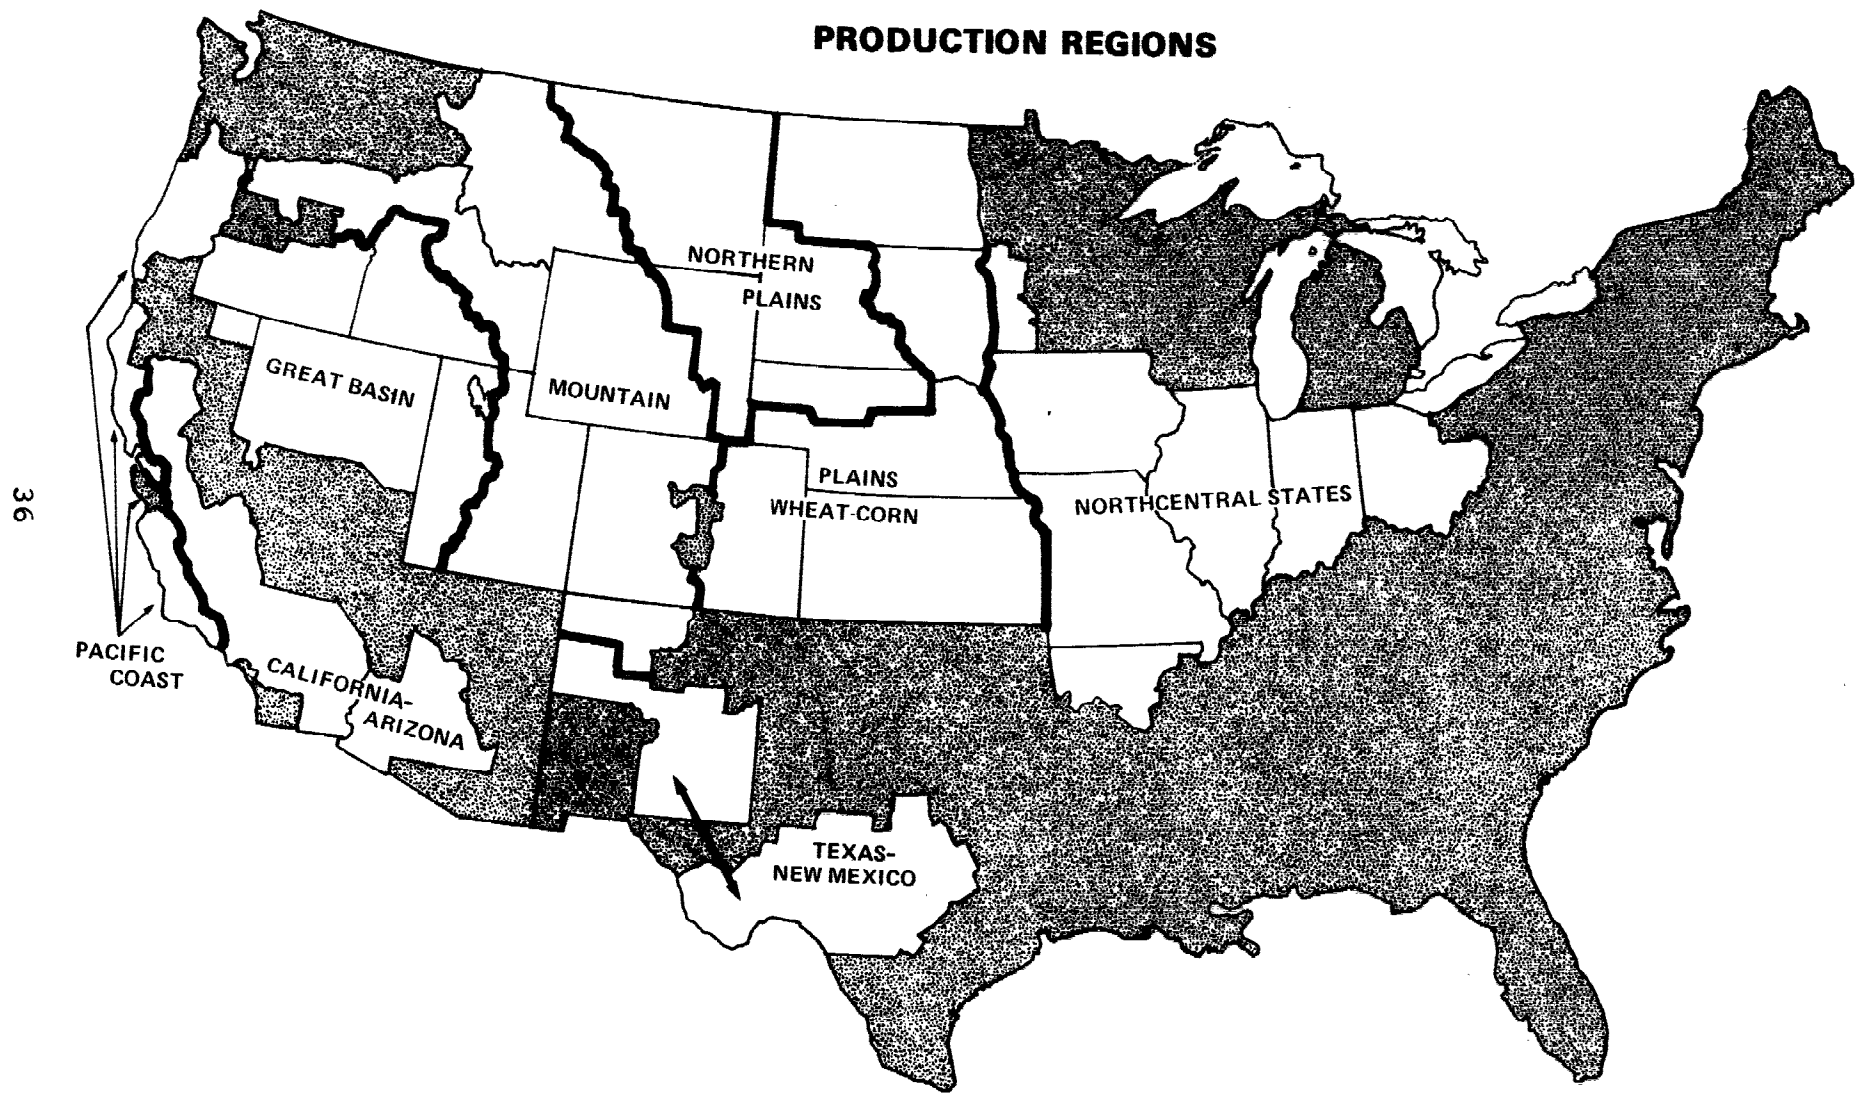 PRODUCTION REGIONS
NORTHERN
PLAINS
GREAT BASIN
MOUNTAIN
PLAINS
WHEAT-CORN
NORTHCENTRAL STATES
36
PACIFIC
COAST
CALIFORNIA-
ARIZONA
TEXAS-
NEW MEXICO